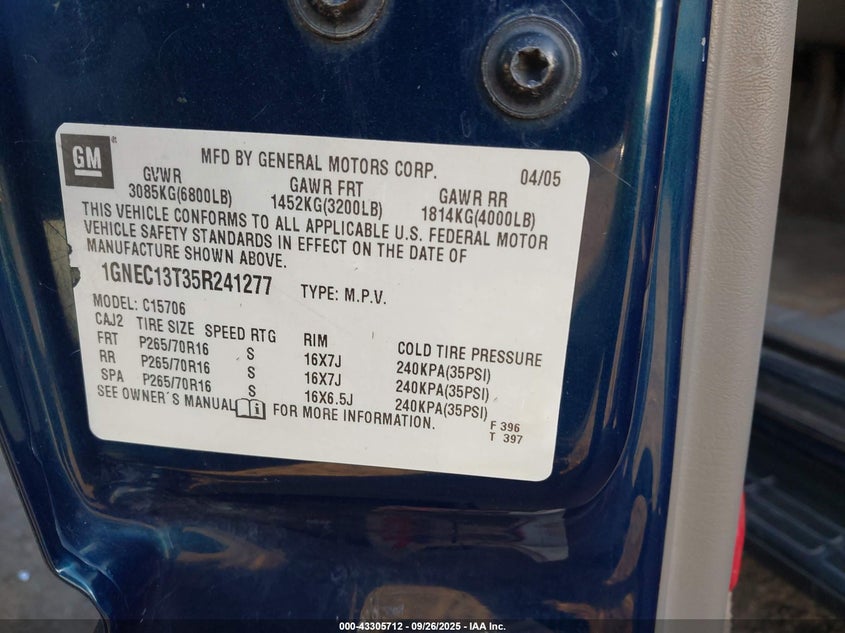 GM
MFD BY GENERAL MOTORS CORP. 04/05
GVWR GAWR FRT GAWR RR
3085KG(6800LB) 1452KG(3200LB) 1814KG(4000LB)
THIS VEHICLE CONFORMS TO ALL APPLICABLE U.S. FEDERAL MOTOR
VEHICLE SAFETY STANDARDS IN EFFECT ON THE DATE OF
MANUFACTURE SHOWN ABOVE.
1GNEC13T35R241277 TYPE: M.P.V.
MODEL: C15706
CAJ2 TIRE SIZE SPEED RTG RIM COLD TIRE PRESSURE
FRT P265/70R16 S 16X7J 240KPA(35PSI)
RR P265/70R16 S 16X7J 240KPA(35PSI)
SPA P265/70R16 S 16X6.5J 240KPA(35PSI)
SEE OWNER'S MANUAL FOR MORE INFORMATION.
F 396
T 397
000-43305712 - 09/26/2025 - IAA, Inc.